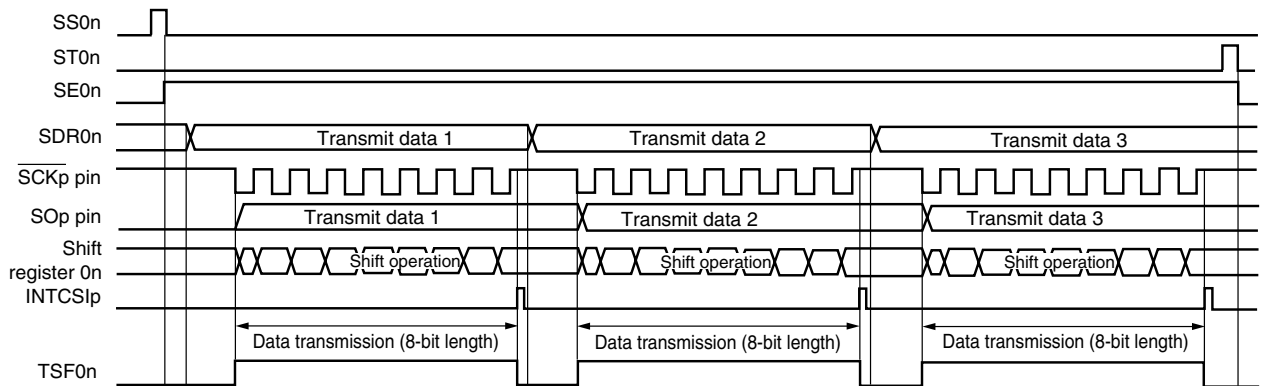 SS0n
ST0n
SE0n
SDR0n Transmit data 1 Transmit data 2 Transmit data 3
SCKp pin
SOp pin Transmit data 1 Transmit data 2 Transmit data 3
Shift
register 0n Shift operation Shift operation Shift operation
INTCSIp
Data transmission (8-bit length) Data transmission (8-bit length) Data transmission (8-bit length)
TSF0n